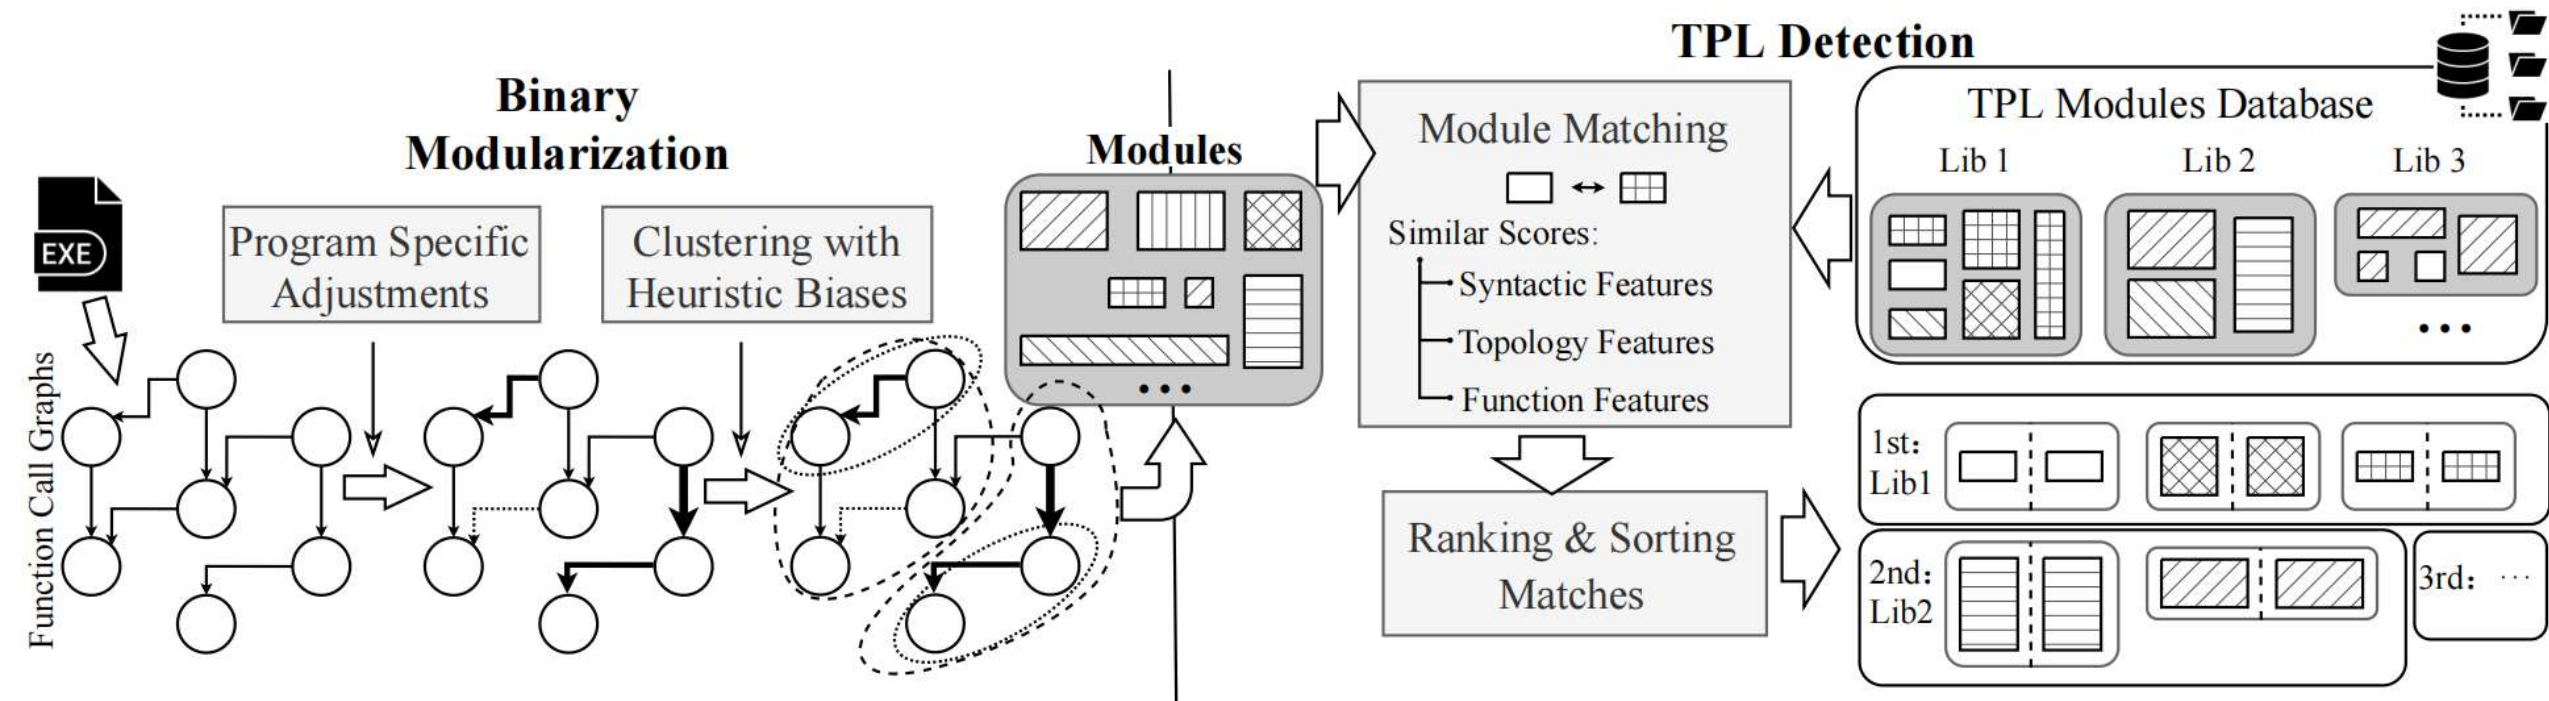 Binary
Modularization
EXE
Program Specific
Adjustments
Clustering with
Heuristic Biases
Function Call Graphs
Modules
...
TPL Detection
Module Matching
Similar Scores:
Syntactic Features
Topology Features
Function Features
TPL Modules Database
Lib 1
Lib 2
Lib 3
...
Ranking & Sorting
Matches
1st:
Lib1
2nd:
Lib2
3rd: ...